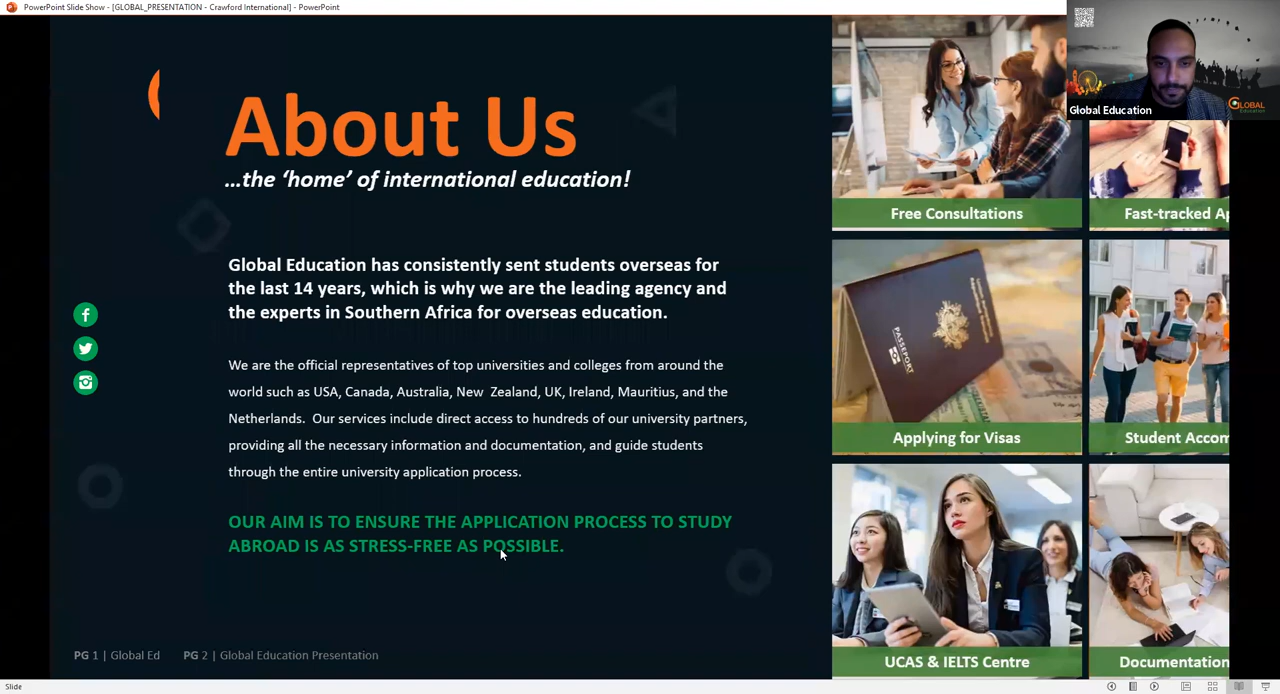 PowerPoint Slide Show - [GLOBAL_PRESENTATION - Crawford International] - PowerPoint
Global Education
GLOBAL
Education
About Us
…the ‘home’ of international education!
Global Education has consistently sent students overseas for
the last 14 years, which is why we are the leading agency and
the experts in Southern Africa for overseas education.
We are the official representatives of top universities and colleges from around the
world such as USA, Canada, Australia, New Zealand, UK, Ireland, Mauritius, and the
Netherlands. Our services include direct access to hundreds of our university partners,
providing all the necessary information and documentation, and guide students
through the entire university application process.
OUR AIM IS TO ENSURE THE APPLICATION PROCESS TO STUDY
ABROAD IS AS STRESS-FREE AS POSSIBLE.
Free Consultations
Fast-tracked Ap
PASSEPORT
Applying for Visas
Student Accom
UCAS & IELTS Centre
Documentation
PG 1 | Global Ed
PG 2 | Global Education Presentation
Slide